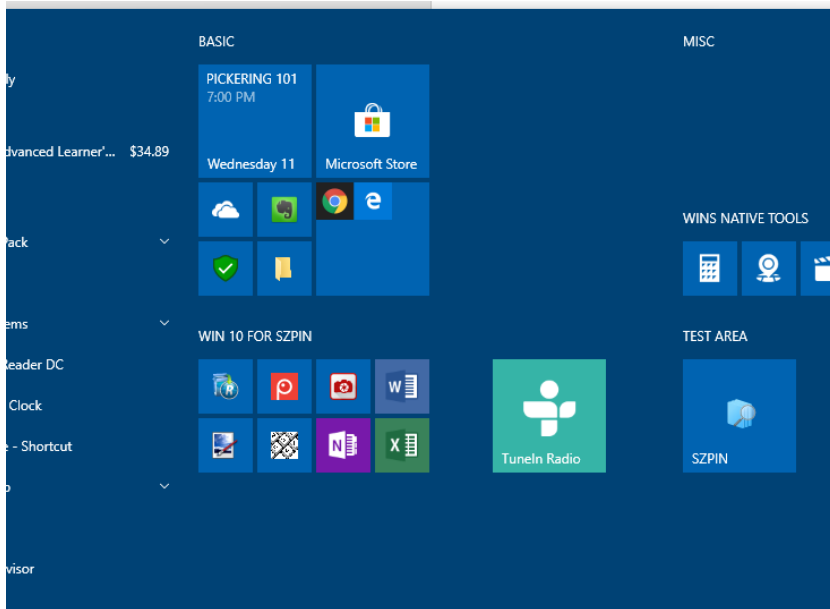 BASIC
MISC
PICKERING 101
7:00 PM
Wednesday 11
Microsoft Store
dvanced Learner'... $34.89
Pack
WINS NATIVE TOOLS
ems
WIN 10 FOR SZPIN
TEST AREA
Reader DC
Clock
e - Shortcut
TuneIn Radio
SZPIN
visor